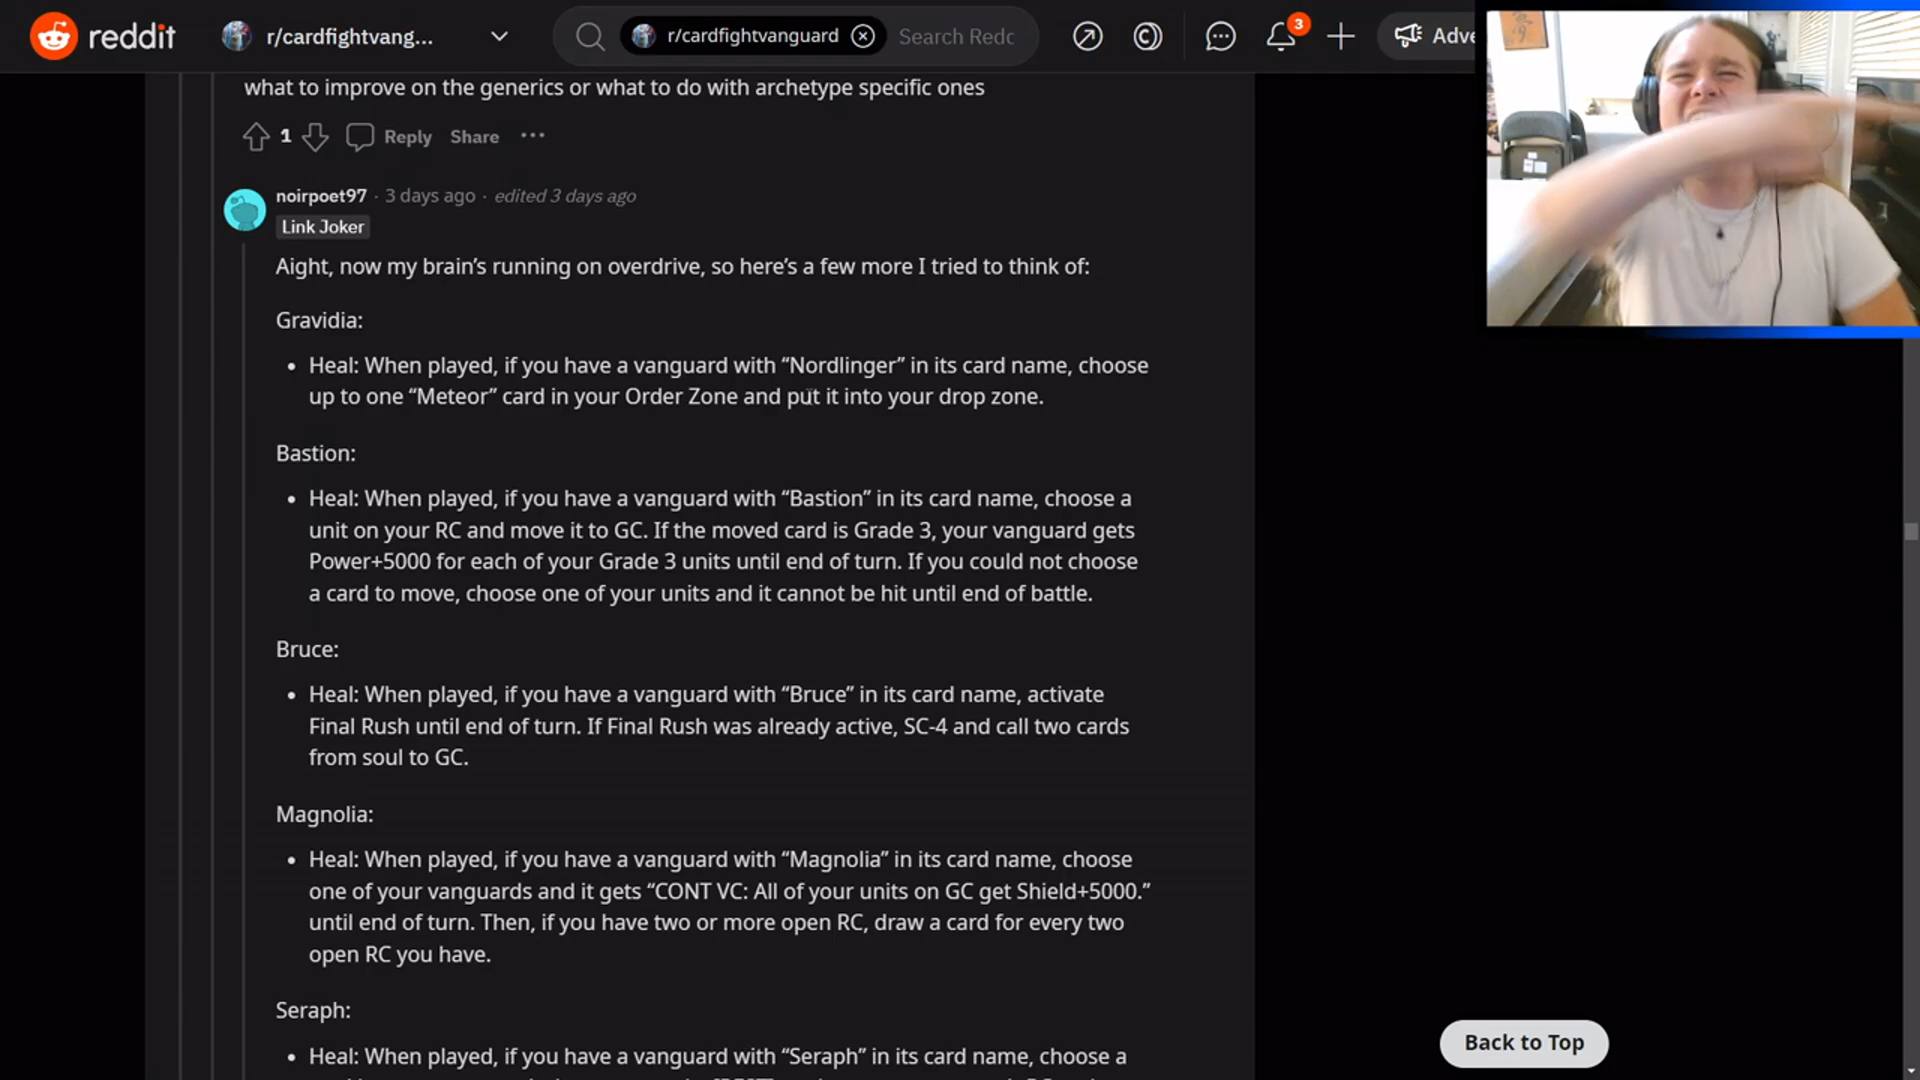 reddit
r/cardfightvang...
r/cardfightvanguard
Search Redc
3
Adve
what to improve on the generics or what to do with archetype specific ones
1
Reply
Share
noirpoet97 · 3 days ago · edited 3 days ago
Link Joker
Aight, now my brain’s running on overdrive, so here’s a few more I tried to think of:
Gravidia:
• Heal: When played, if you have a vanguard with “Nordlinger” in its card name, choose
up to one “Meteor” card in your Order Zone and put it into your drop zone.
Bastion:
• Heal: When played, if you have a vanguard with “Bastion” in its card name, choose a
unit on your RC and move it to GC. If the moved card is Grade 3, your vanguard gets
Power+5000 for each of your Grade 3 units until end of turn. If you could not choose
a card to move, choose one of your units and it cannot be hit until end of battle.
Bruce:
• Heal: When played, if you have a vanguard with “Bruce” in its card name, activate
Final Rush until end of turn. If Final Rush was already active, SC-4 and call two cards
from soul to GC.
Magnolia:
• Heal: When played, if you have a vanguard with “Magnolia” in its card name, choose
one of your vanguards and it gets “CONT VC: All of your units on GC get Shield+5000.”
until end of turn. Then, if you have two or more open RC, draw a card for every two
open RC you have.
Seraph:
• Heal: When played, if you have a vanguard with “Seraph” in its card name, choose a
Back to Top